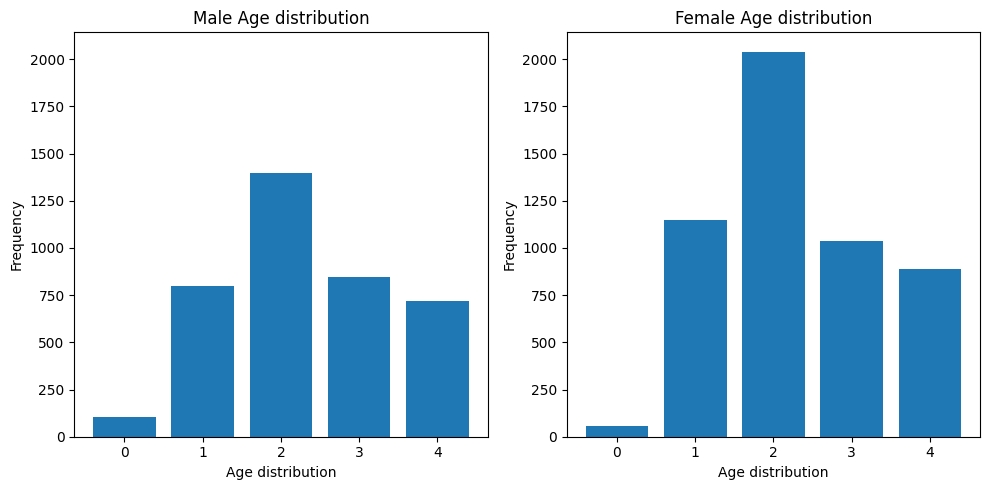 Male Age distribution
2000
1750
1500
1250
1000
750
500
250
0
Frequency
0 1 2 3 4
Age distribution
Female Age distribution
2000
1750
1500
1250
1000
750
500
250
0
Frequency
0 1 2 3 4
Age distribution